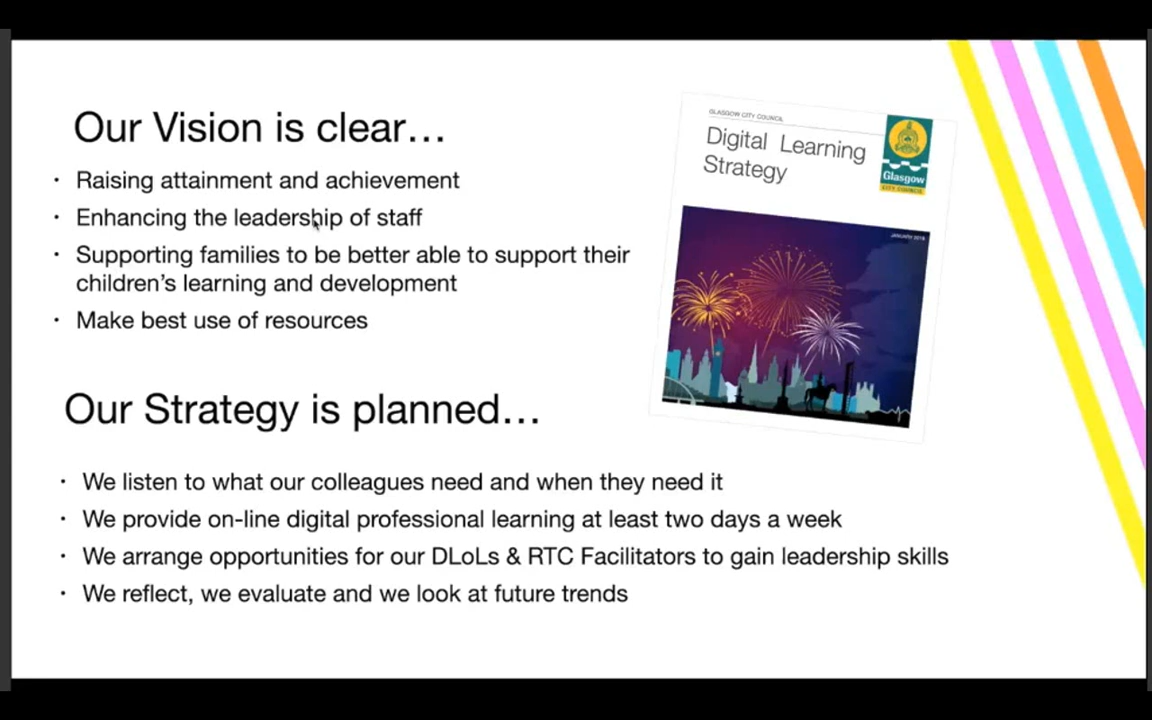 Our Vision is clear…
· Raising attainment and achievement
· Enhancing the leadership of staff
· Supporting families to be better able to support their
children’s learning and development
· Make best use of resources
GLASGOW CITY COUNCIL
Digital Learning
Strategy
Glasgow
CITY COUNCIL
Our Strategy is planned…
· We listen to what our colleagues need and when they need it
· We provide on-line digital professional learning at least two days a week
· We arrange opportunities for our DLoLs & RTC Facilitators to gain leadership skills
· We reflect, we evaluate and we look at future trends